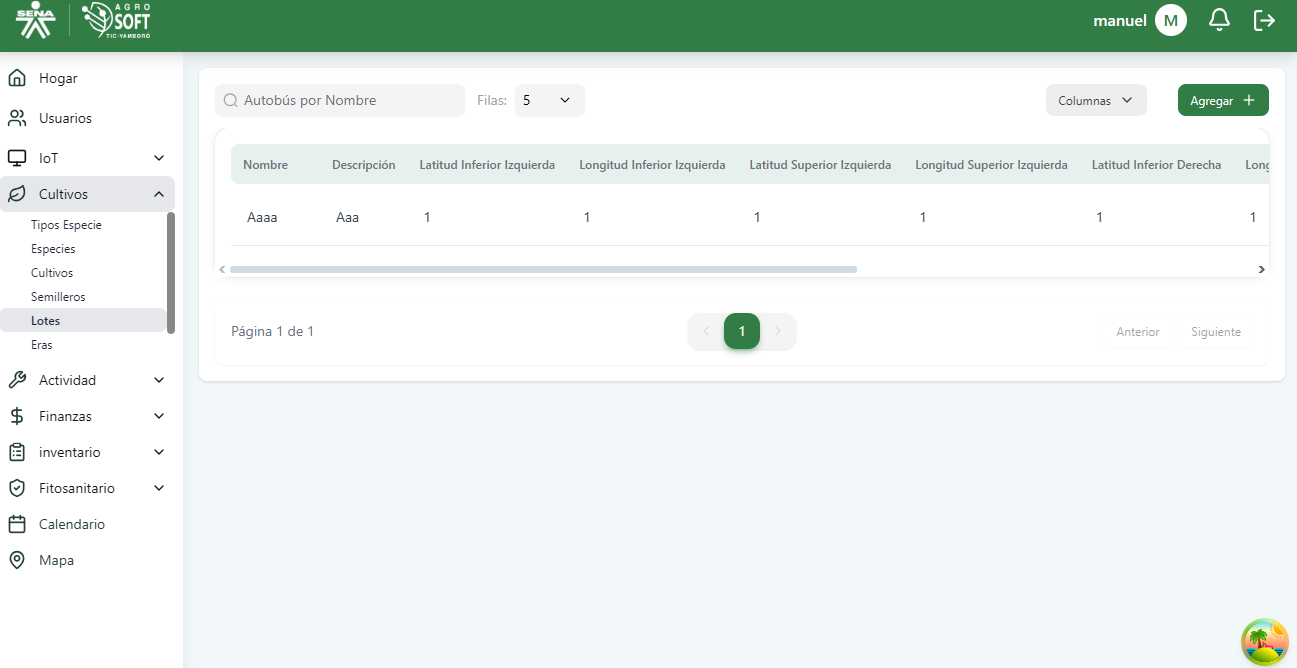 SENA
AGRO
SOFT
TIC-YAMBORÓ
manuel M
Hogar
Usuarios
IoT
Cultivos
Tipos Especie
Especies
Cultivos
Semilleros
Lotes
Eras
Actividad
Finanzas
inventario
Fitosanitario
Calendario
Mapa
Autobús por Nombre Filas: 5 Columnas Agregar
Nombre Descripción Latitud Inferior Izquierda Longitud Inferior Izquierda Latitud Superior Izquierda Longitud Superior Izquierda Latitud Inferior Derecha Long
Aaaa Aaa 1 1 1 1 1 1
Página 1 de 1 1 Anterior Siguiente